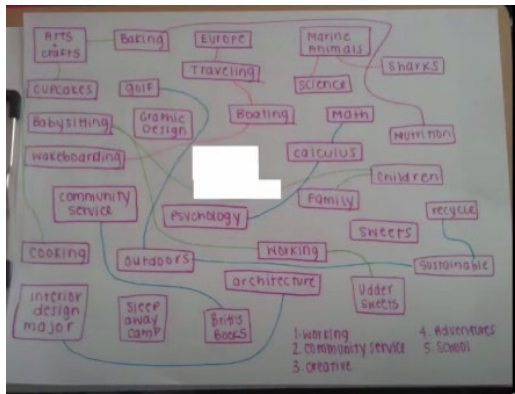 Arts
+
crafts
Baking
Europe
Marine
Animals
Sharks
Traveling
cupcakes
golf
science
Babysitting
Graphic
Design
Boating
Math
Nutrition
wakeboarding
calculus
children
Family
community
service
Psychology
recycle
sweets
cooking
outdoors
working
sustainable
architecture
Udder
sweets
interior
design
major
Sleep
away
camp
Britt's
Books
1. working
2. community service
3. creative
4. Adventures
5. School